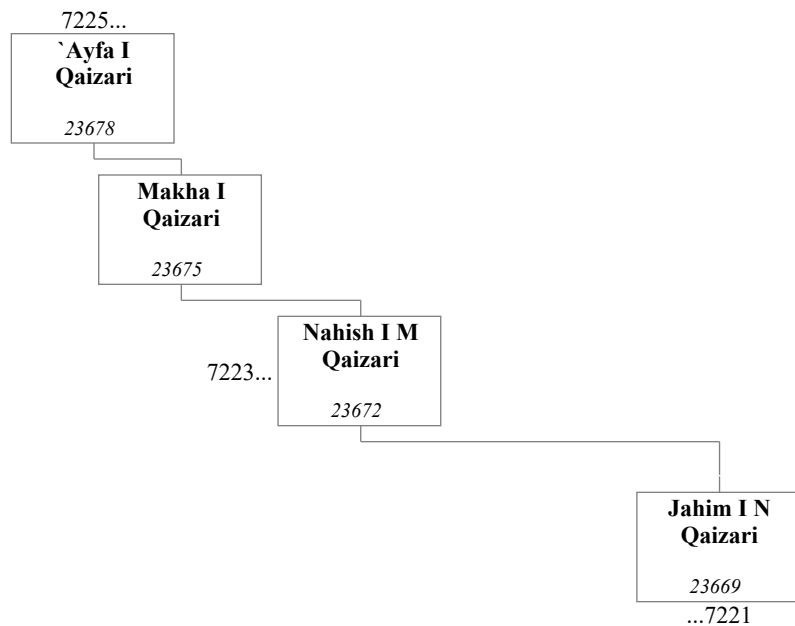 7225...
`Ayfa I
Qaizari
23678
Makha I
Qaizari
23675
Nahish I M
Qaizari
7223...
23672
Jahim I N
Qaizari
23669
...7221